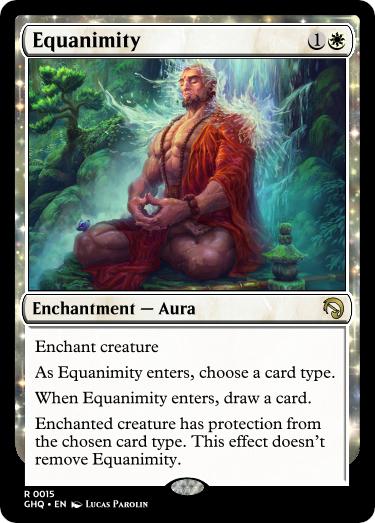 Equanimity 1
Enchantment — Aura
Enchant creature
As Equanimity enters, choose a card type.
When Equanimity enters, draw a card.
Enchanted creature has protection from
the chosen card type. This effect doesn't
remove Equanimity.
R 0015
GHQ • EN Lucas Parolin